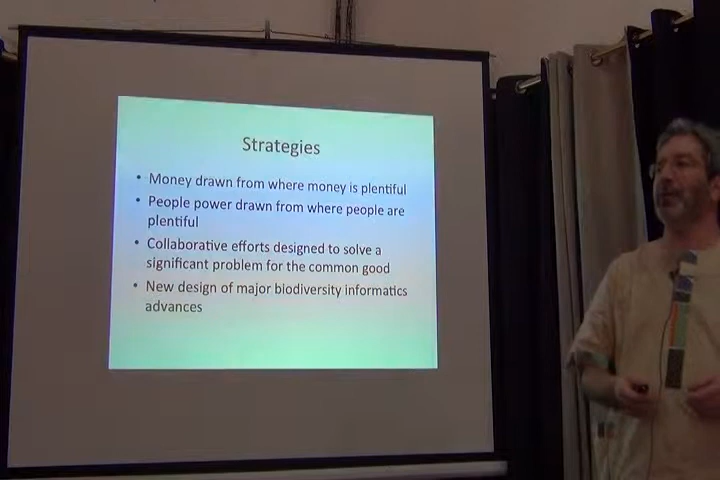 Strategies
• Money drawn from where money is plentiful
• People power drawn from where people are
plentiful
• Collaborative efforts designed to solve a
significant problem for the common good
• New design of major biodiversity informatics
advances